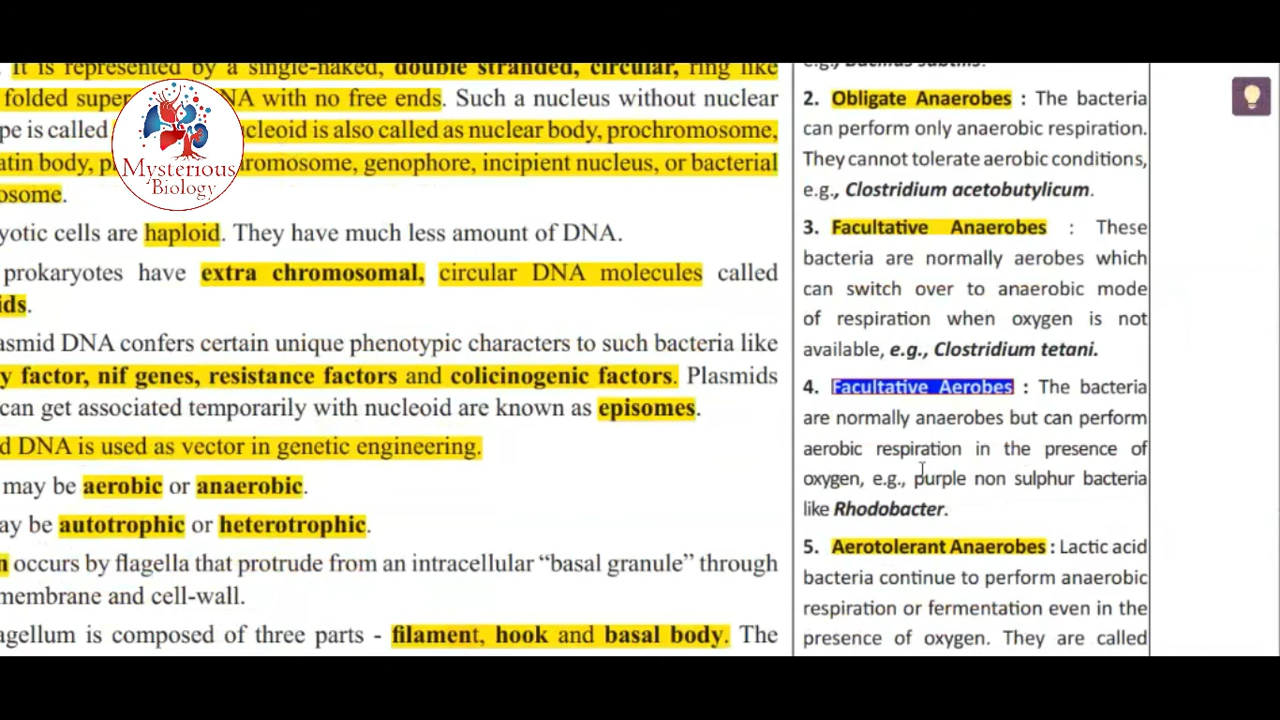 It is represented by a single-naked, double stranded, circular, ring like
folded super NA with no free ends. Such a nucleus without nuclear
pe is called cleoid is also called as nuclear body, prochromosome,
atin body, p hromosome, genophore, incipient nucleus, or bacterial
osome.
yotic cells are haploid. They have much less amount of DNA.
prokaryotes have extra chromosomal, circular DNA molecules called
ids.
asmid DNA confers certain unique phenotypic characters to such bacteria like
y factor, nif genes, resistance factors and colicinogenic factors. Plasmids
can get associated temporarily with nucleoid are known as episomes.
d DNA is used as vector in genetic engineering.
may be aerobic or anaerobic.
ay be autotrophic or heterotrophic.
n occurs by flagella that protrude from an intracellular “basal granule” through
membrane and cell-wall.
agellum is composed of three parts - filament, hook and basal body. The
Mysterious
Biology
e.g., Bacillus subtilis.
2. Obligate Anaerobes : The bacteria
can perform only anaerobic respiration.
They cannot tolerate aerobic conditions,
e.g., Clostridium acetobutylicum.
3. Facultative Anaerobes : These
bacteria are normally aerobes which
can switch over to anaerobic mode
of respiration when oxygen is not
available, e.g., Clostridium tetani.
4. Facultative Aerobes : The bacteria
are normally anaerobes but can perform
aerobic respiration in the presence of
oxygen, e.g., purple non sulphur bacteria
like Rhodobacter.
5. Aerotolerant Anaerobes : Lactic acid
bacteria continue to perform anaerobic
respiration or fermentation even in the
presence of oxygen. They are called